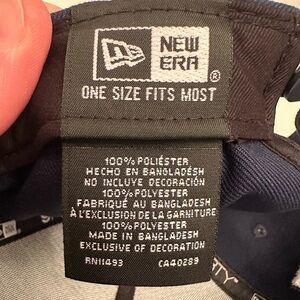 NEW
ERA
®
ONE SIZE FITS MOST
100% POLIÉSTER
HECHO EN BANGLADÉSH
NO INCLUYE DECORACIÓN
100% POLYESTER
FABRIQUÉ AU BANGLADESH
À L'EXCLUSION DE LA GARNITURE
100% POLYESTER
MADE IN BANGLADESH
EXCLUSIVE OF DECORATION
RN11493 CA40289